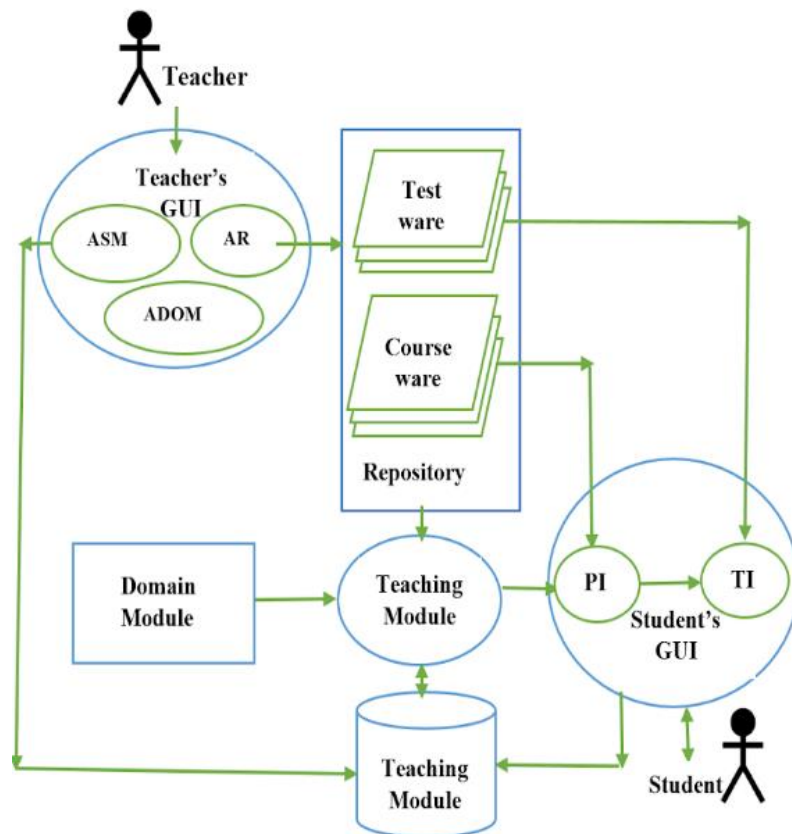 Teacher
Teacher's
GUI
ASM
AR
ADOM
Test
ware
Course
ware
Repository
Domain
Module
Teaching
Module
PI
TI
Student's
GUI
Teaching
Module
Student